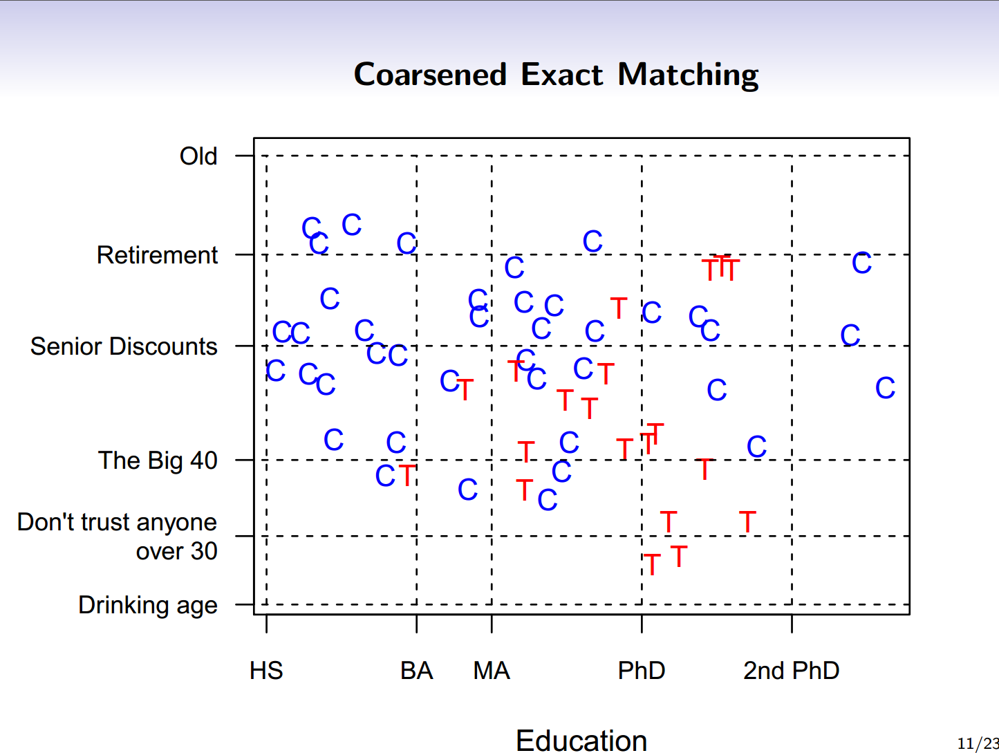 Coarsened Exact Matching
Old
C C
C C C
Retirement
C T T T C
C C C C T C C
C
C C C C C C C
Senior Discounts
C C C
C T C C C T
C C T C C
C T T
T
C C T C T T C
The Big 40
C T C T
C T C
Don't trust anyone
T T
over 30
T T
Drinking age
HS BA MA PhD 2nd PhD
Education
11/23